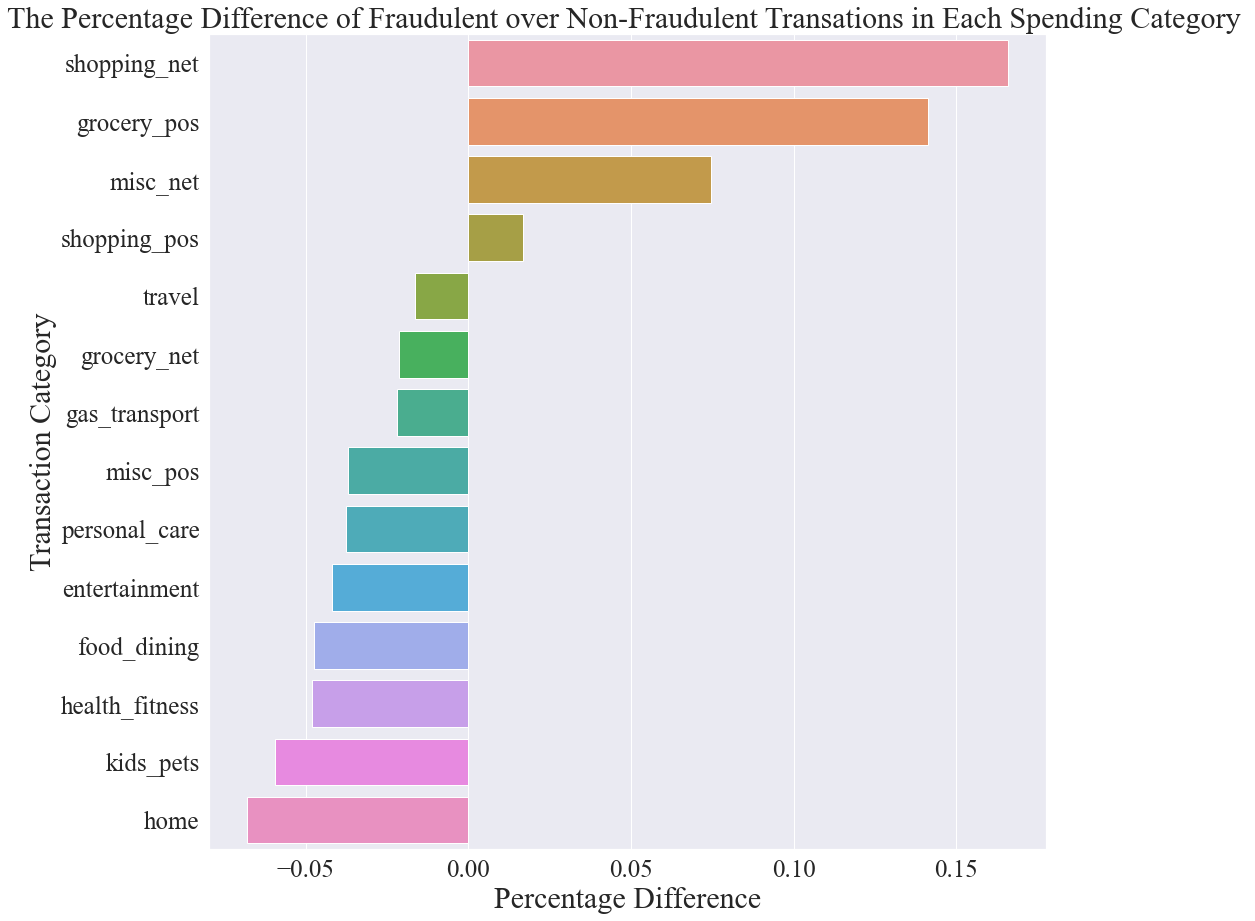 The Percentage Difference of Fraudulent over Non-Fraudulent Transations in Each Spending Category
shopping_net
grocery_pos
misc_net
shopping_pos
travel
grocery_net
gas_transport
misc_pos
personal_care
entertainment
food_dining
health_fitness
kids_pets
home
Transaction Category
−0.05 0.00 0.05 0.10 0.15
Percentage Difference